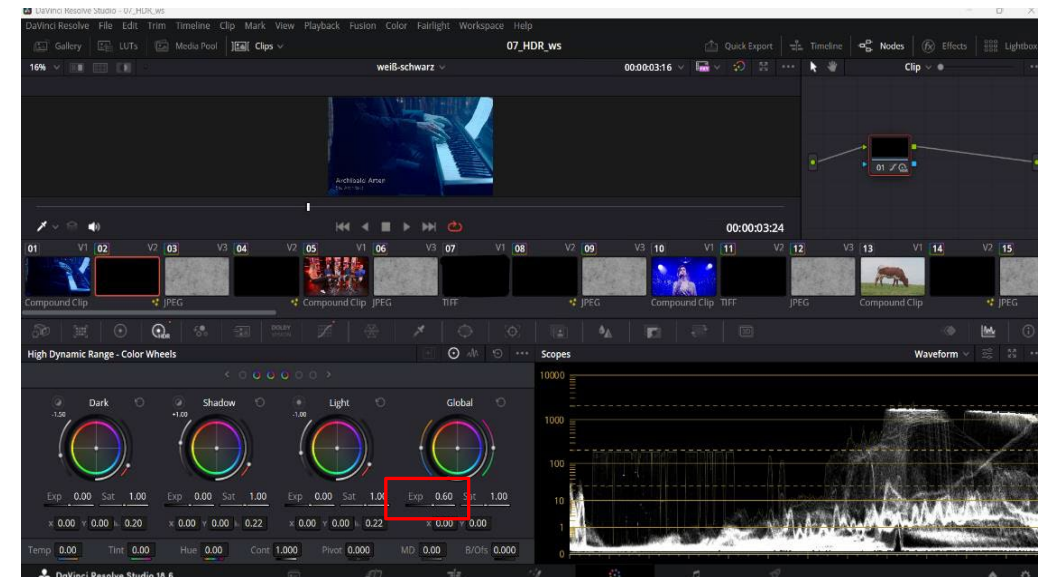 DaVinci Resolve Studio - 07_HDR_ws
DaVinci Resolve File Edit Trim Timeline Clip Mark View Playback Fusion Color Fairlight Workspace Help
Gallery LUTs Media Pool Clips 07_HDR_ws Quick Export Timeline Nodes Effects Lightbox
16% weiß-schwarz 00:00:03:16 Clip
Archibald Arter
01
00:00:03:24
01 V1 02 V2 03 V3 04 V2 05 V1 06 V3 07 V1 08 V2 09 V3 10 V1 11 V2 12 V3 13 V1 14 V2 15
Compound Clip JPEG Compound Clip JPEG TIFF JPEG Compound Clip TIFF JPEG Compound Clip JPEG
High Dynamic Range - Color Wheels Scopes Waveform
Dark Shadow Light Global
-1.50 +1.00 -1.00
Exp 0.00 Sat 1.00 Exp 0.00 Sat 1.00 Exp 0.00 Sat 1.00 Exp 0.60 Sat 1.00
X 0.00 Y 0.00 0.20 X 0.00 Y 0.00 0.22 X 0.00 Y 0.00 0.22 X 0.00 Y 0.00
Temp 0.00 Tint 0.00 Hue 0.00 Cont 1.000 Pivot 0.000 MD 0.00 B/Ofs 0.000
10000
1000
100
10
1
0
DaVinci Resolve Studio 18.6